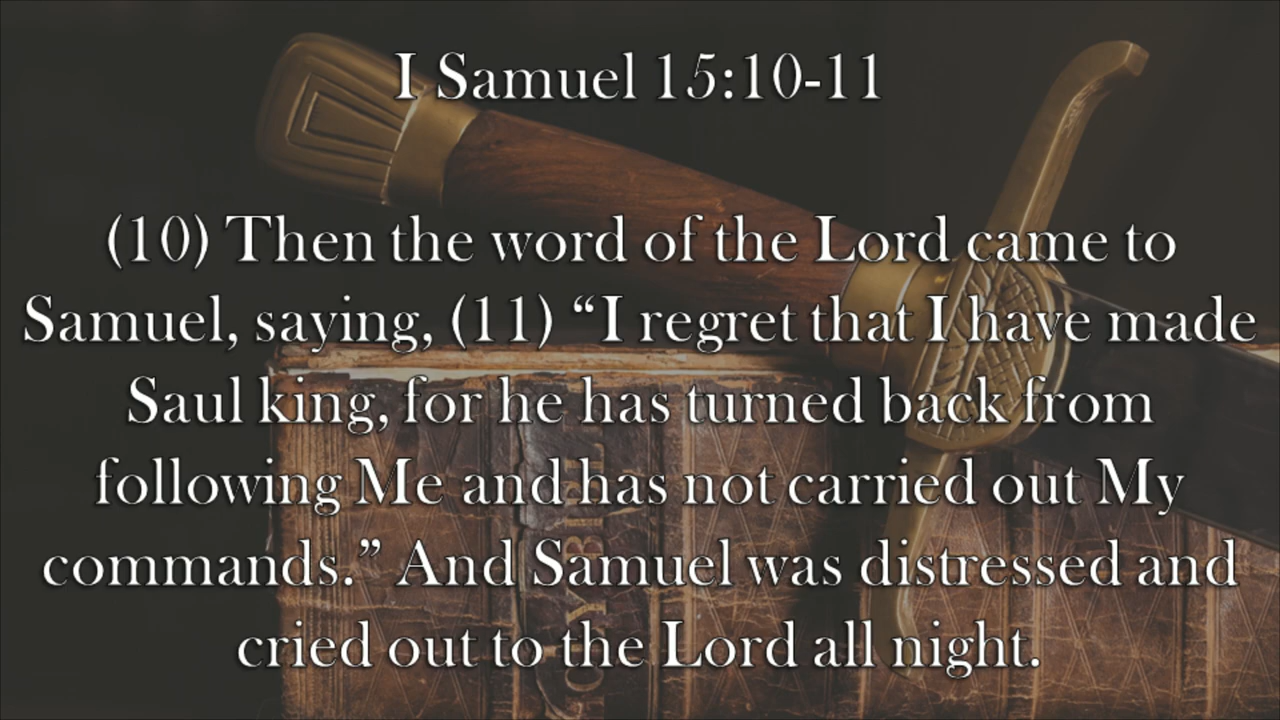 I Samuel 15:10-11
(10) Then the word of the Lord came to
Samuel, saying, (11) “I regret that I have made
Saul king, for he has turned back from
following Me and has not carried out My
commands.” And Samuel was distressed and
cried out to the Lord all night.